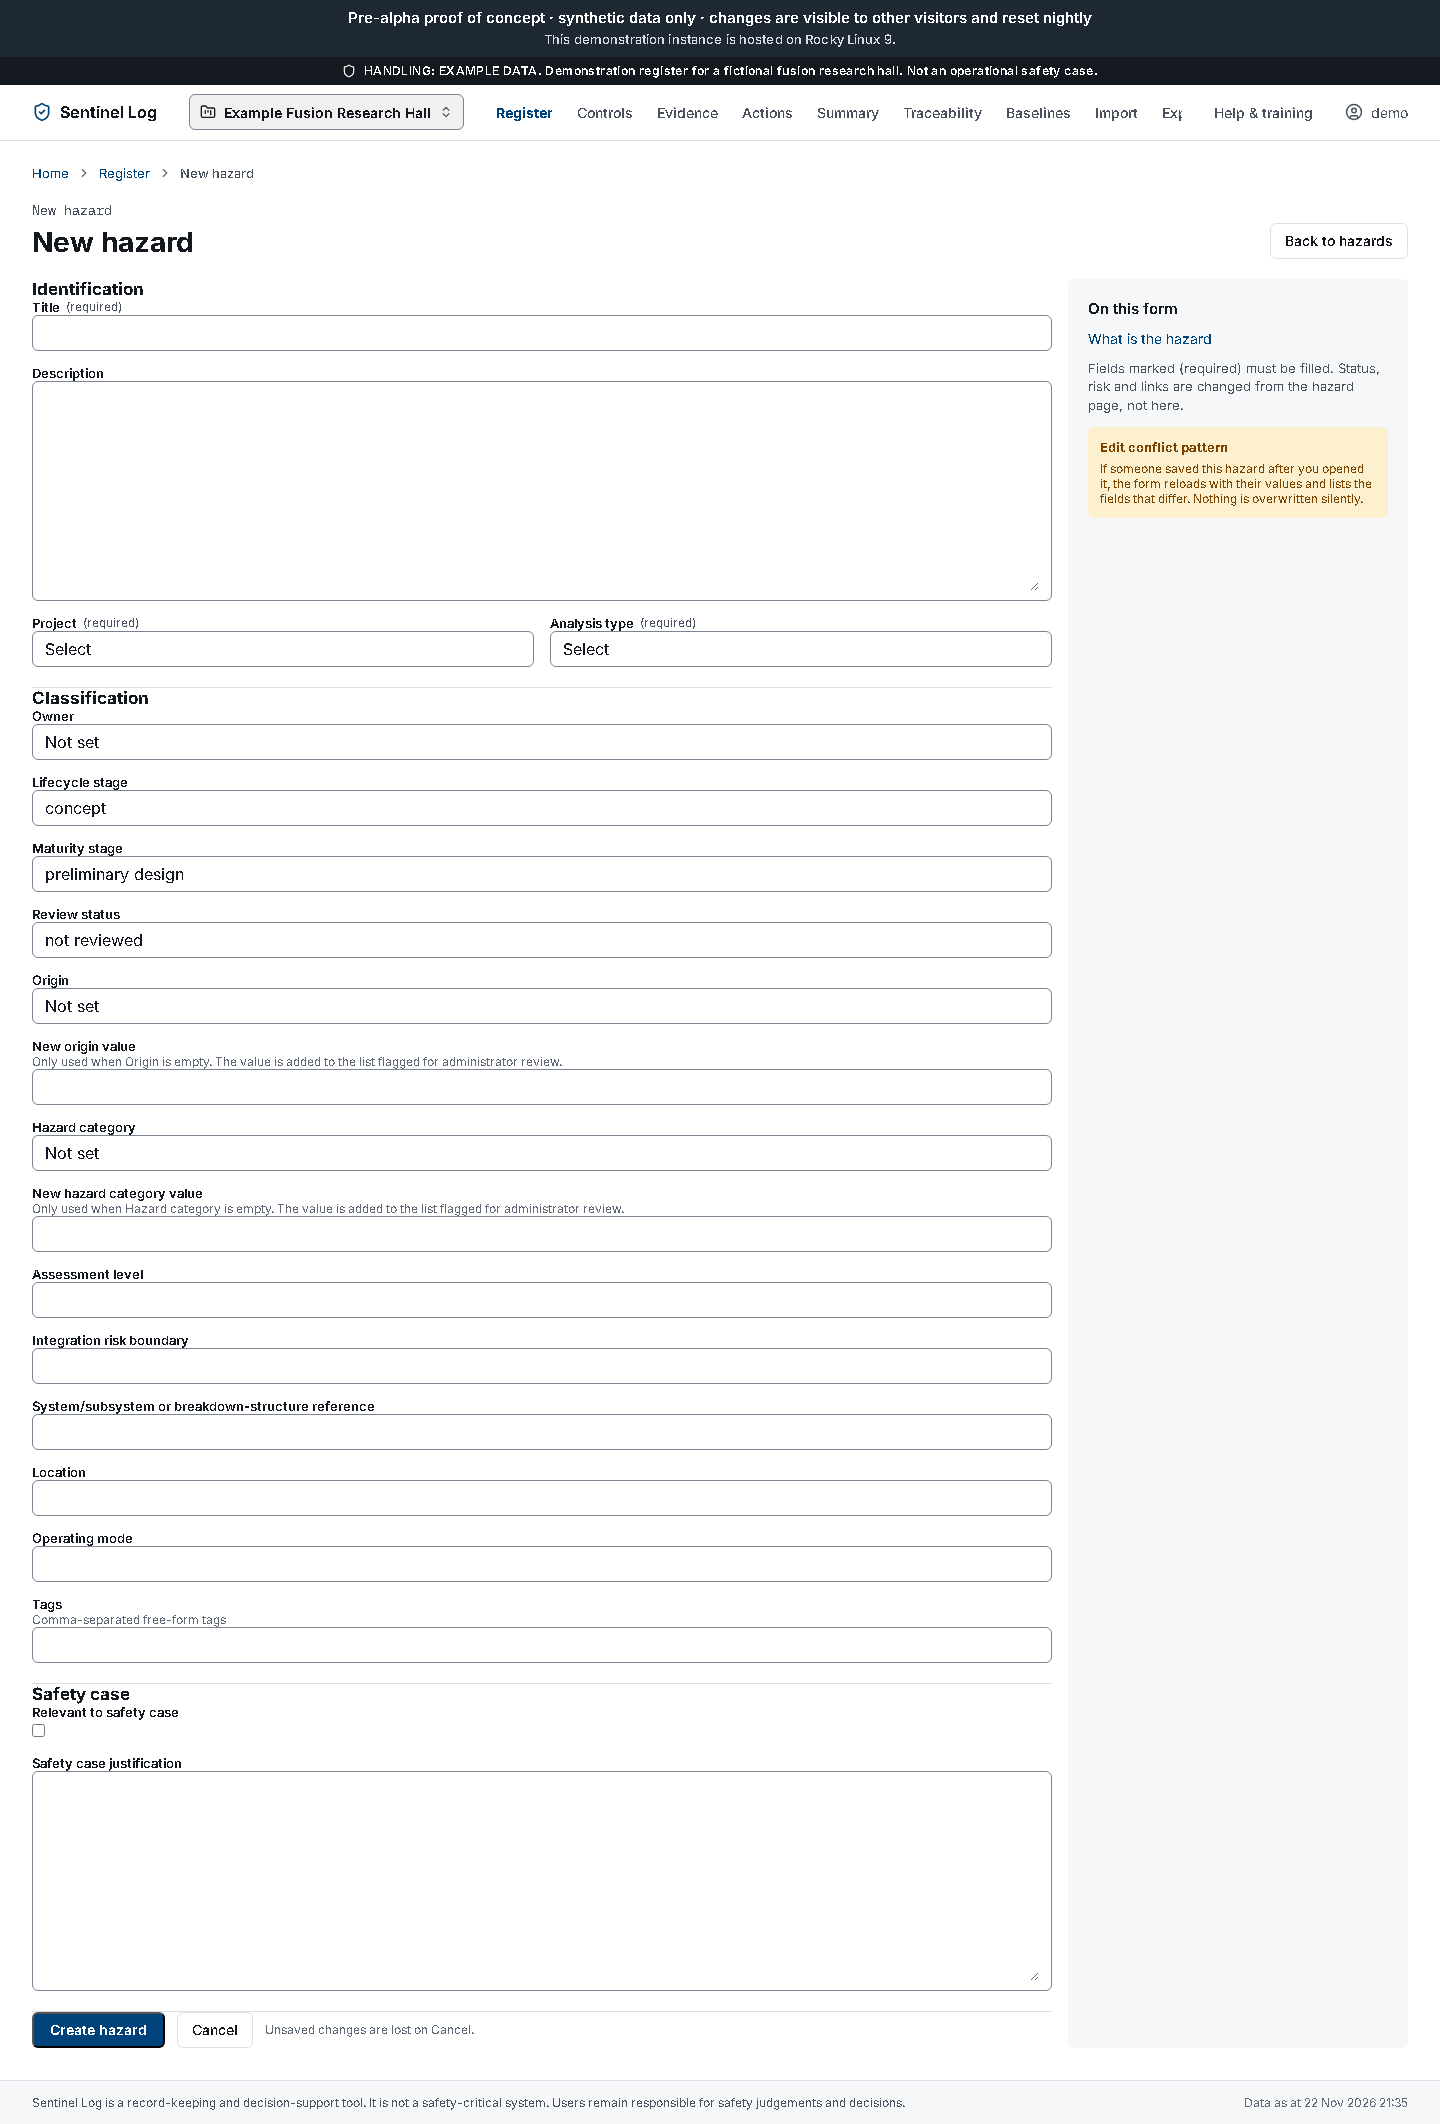 Pre-alpha proof of concept · synthetic data only · changes are visible to other visitors and reset nightly
This demonstration instance is hosted on Rocky Linux 9.
HANDLING: EXAMPLE DATA. Demonstration register for a fictional fusion research hall. Not an operational safety case.
Sentinel Log
Example Fusion Research Hall
Register Controls Evidence Actions Summary Traceability Baselines Import Exp
Help & training
demo
Home > Register > New hazard
New hazard
New hazard
Back to hazards
Identification
Title (required)
Description
Project (required)
Select
Analysis type (required)
Select
Classification
Owner
Not set
Lifecycle stage
concept
Maturity stage
preliminary design
Review status
not reviewed
Origin
Not set
New origin value
Only used when Origin is empty. The value is added to the list flagged for administrator review.
Hazard category
Not set
New hazard category value
Only used when Hazard category is empty. The value is added to the list flagged for administrator review.
Assessment level
Integration risk boundary
System/subsystem or breakdown-structure reference
Location
Operating mode
Tags
Comma-separated free-form tags
Safety case
Relevant to safety case
Safety case justification
Create hazard
Cancel
Unsaved changes are lost on Cancel.
On this form
What is the hazard
Fields marked (required) must be filled. Status,
risk and links are changed from the hazard
page, not here.
Edit conflict pattern
If someone saved this hazard after you opened
it, the form reloads with their values and lists the
fields that differ. Nothing is overwritten silently.
Sentinel Log is a record-keeping and decision-support tool. It is not a safety-critical system. Users remain responsible for safety judgements and decisions.
Data as at 22 Nov 2026 21:35